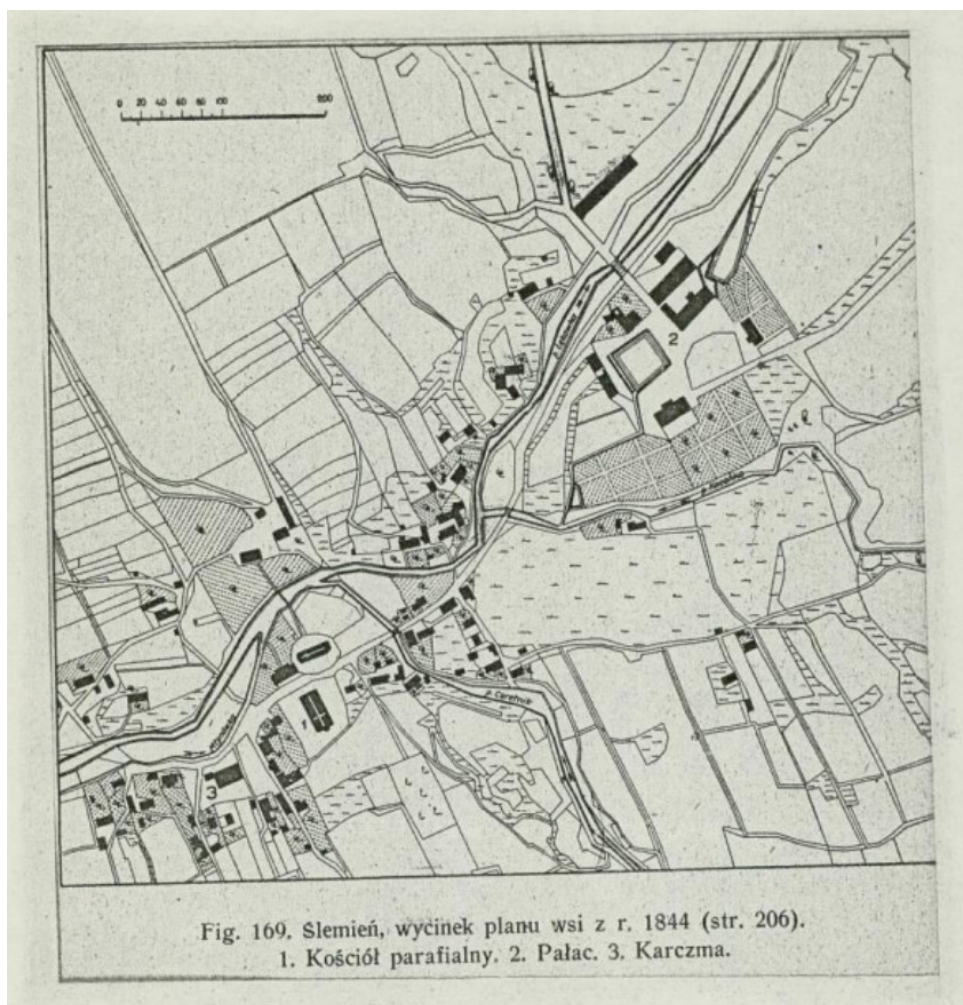 0 20 40 60 80 100 200
2
1
3
Fig. 169. Ślemień, wycinek planu wsi z r. 1844 (str. 206).
1. Kościół parafialny. 2. Pałac. 3. Karczma.